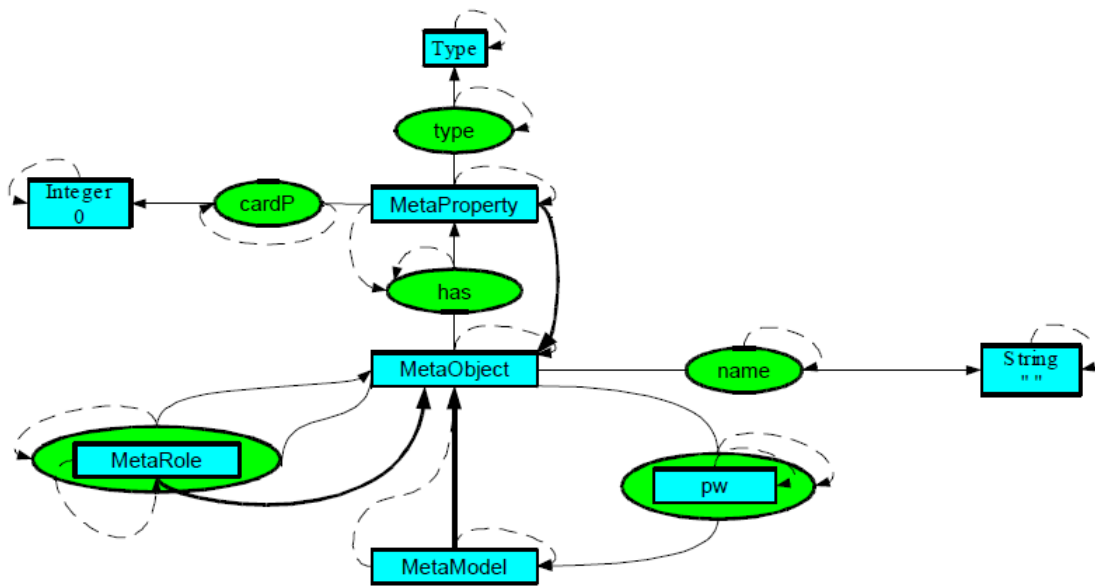 Type
type
Integer
0
cardP
MetaProperty
has
MetaObject
name
String
" "
MetaRole
pw
MetaModel